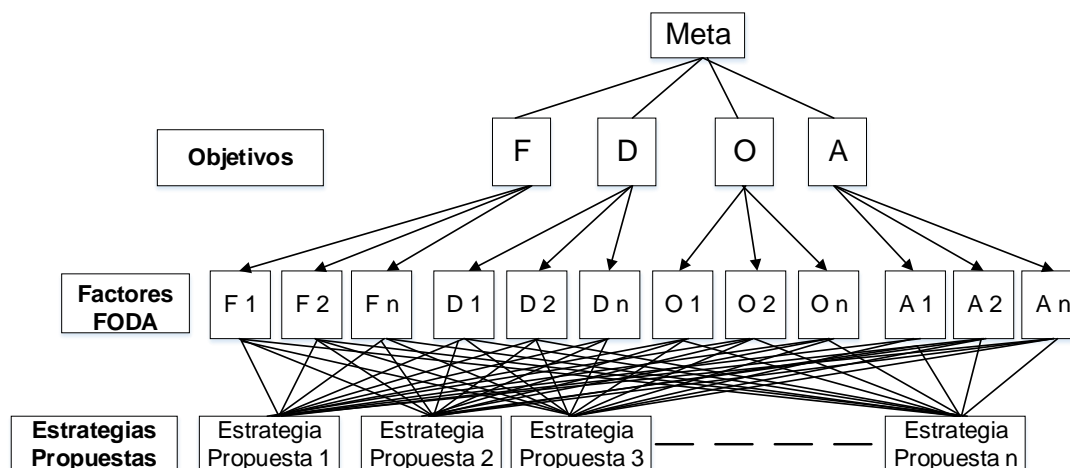 Meta
Objetivos
F
D
O
A
Factores
FODA
F 1
F 2
F n
D 1
D 2
D n
O 1
O 2
O n
A 1
A 2
A n
Estrategias
Propuestas
Estrategia
Propuesta 1
Estrategia
Propuesta 2
Estrategia
Propuesta 3
Estrategia
Propuesta n